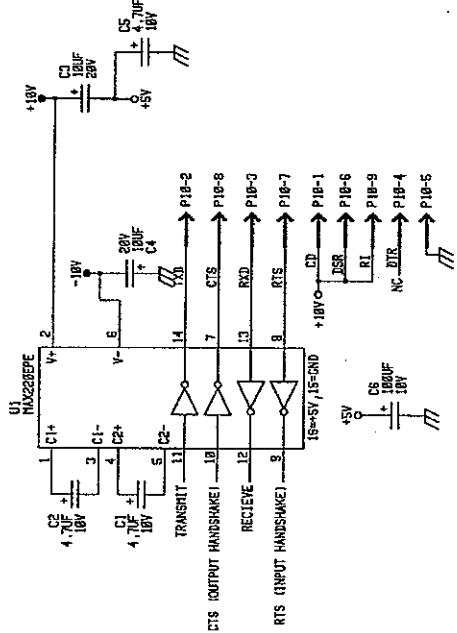 U1
MAX220EPE
C2
4.7UF
10V
C1
4.7UF
10V
1
3
4
5
C1+
C1-
C2+
C2-
V+
V-
2
6
+10V
C3
10UF
20V
+5V
C5
4.7UF
10V
-10V
20V
10UF
C4
TRANSMIT
11
14
TXD
P10-2
CTS (OUTPUT HANDSHAKE)
10
7
CTS
P10-8
RECIEVE
12
13
RXD
P10-3
RTS (INPUT HANDSHAKE)
9
8
RTS
P10-7
16=+5V,15=GND
+10V
CD
P10-1
DSR
P10-6
RI
P10-9
NC
DTR
P10-4
P10-5
+5V
C6
100UF
10V